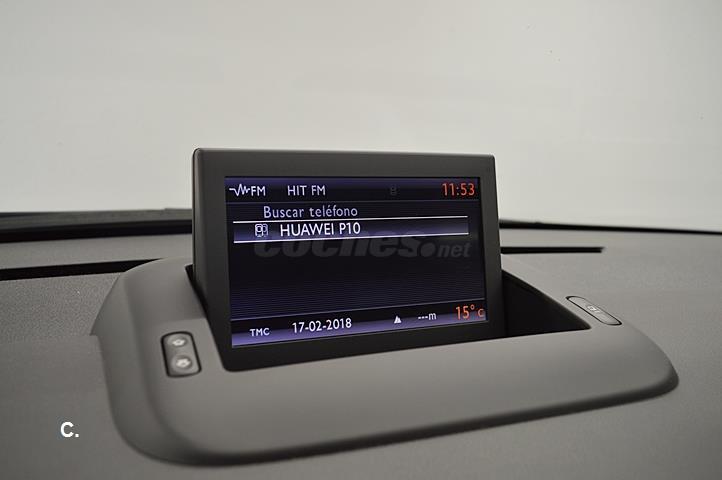 FM HIT FM 11:53
Buscar teléfono
HUAWEI P10
coches.net
TMC 17-02-2018 ---m 15°c
C.